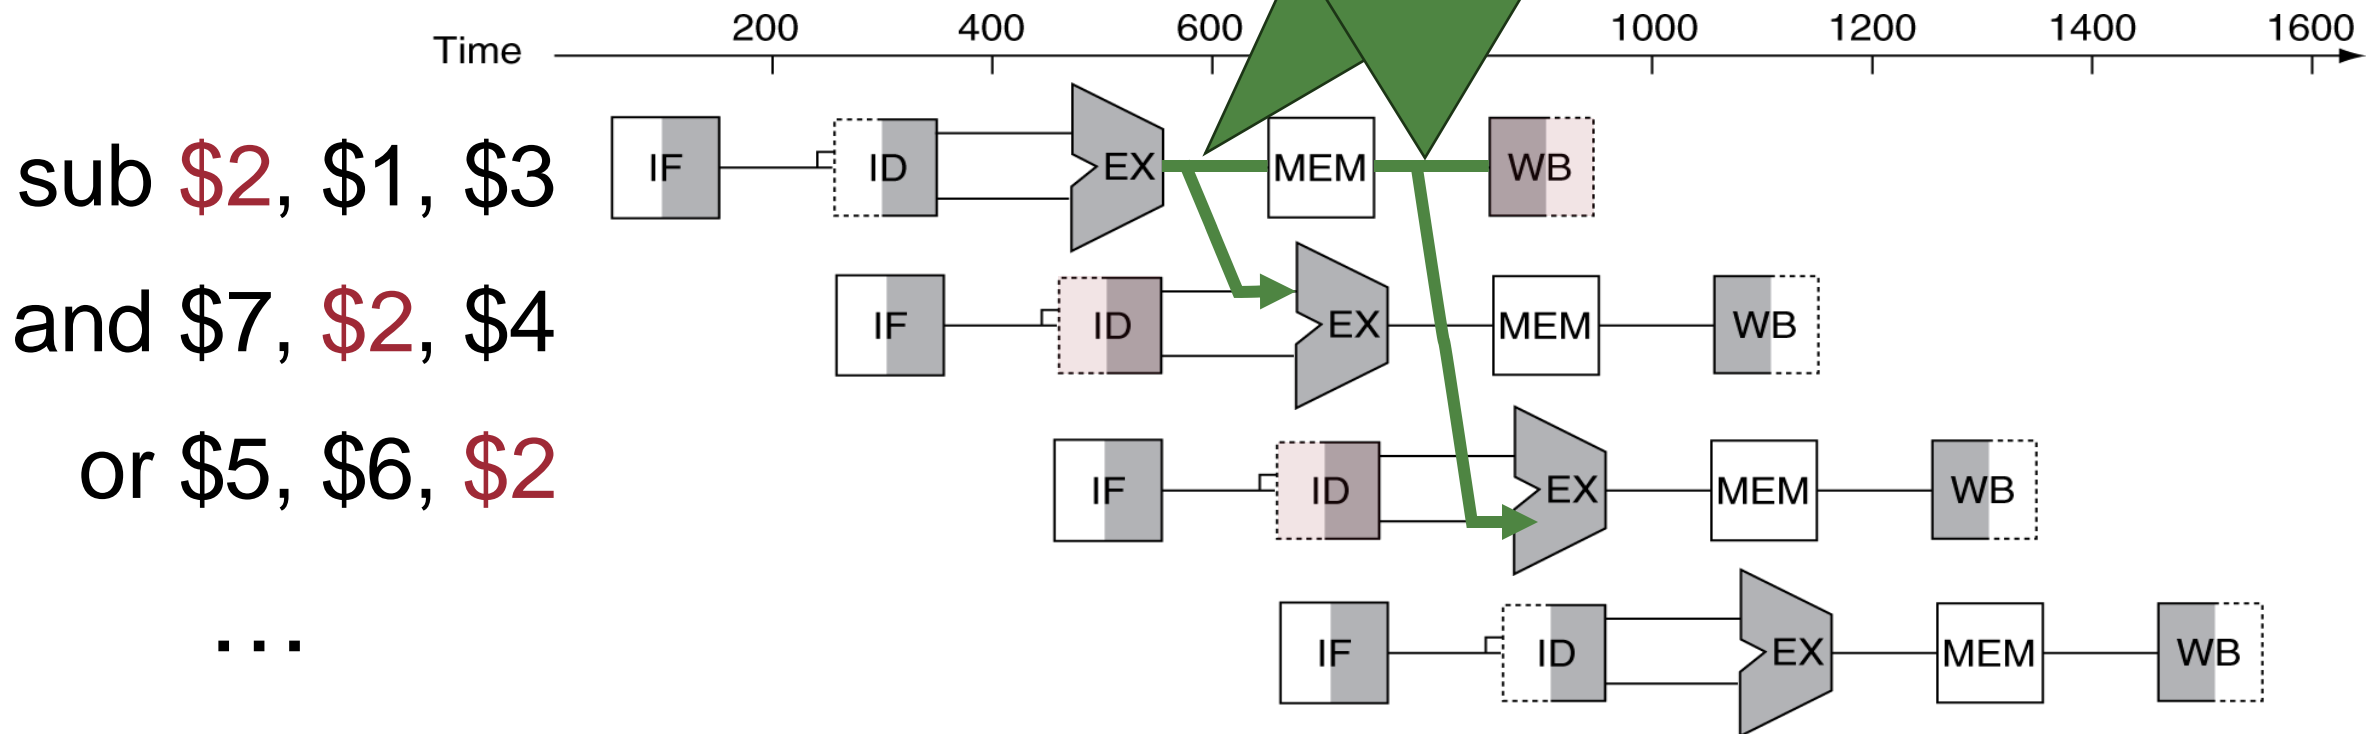 Time 200 400 600 1000 1200 1400 1600
sub $2, $1, $3 IF ID EX MEM WB
and $7, $2, $4 IF ID EX MEM WB
or $5, $6, $2 IF ID EX MEM WB
... IF ID EX MEM WB